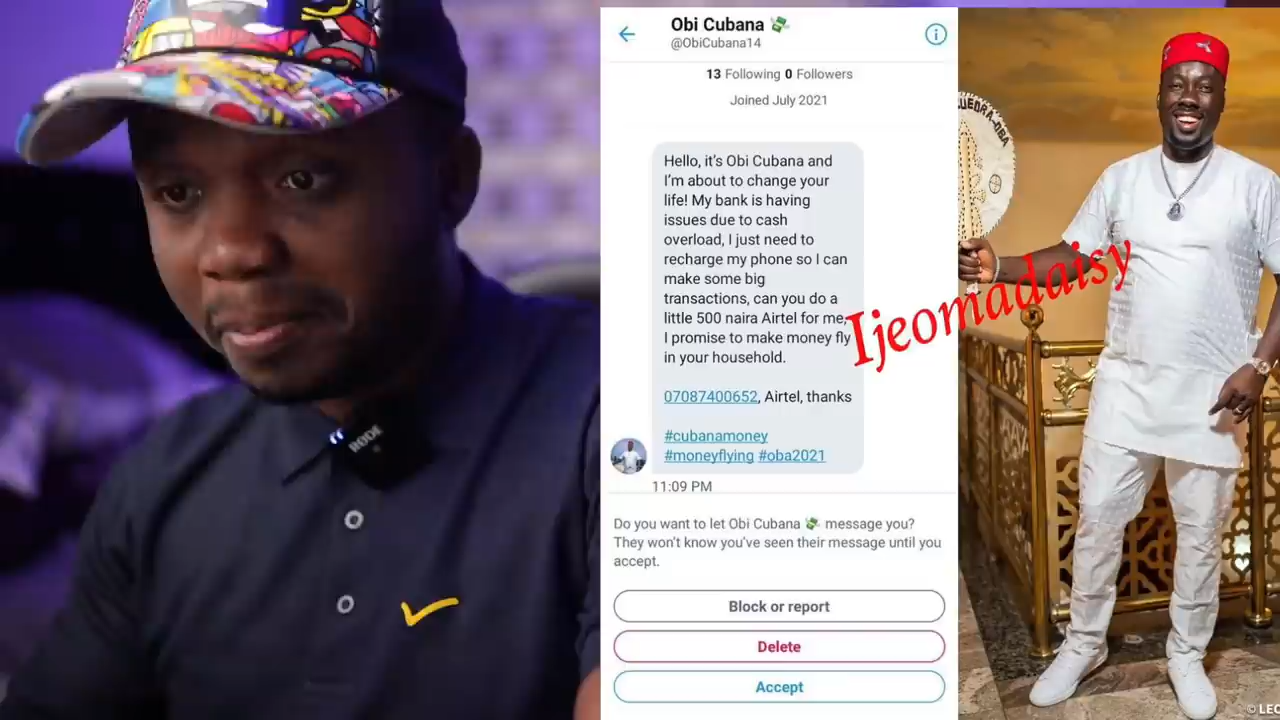 Obi Cubana 💸
@ObiCubana14
13 Following 0 Followers
Joined July 2021
Hello, it's Obi Cubana and
I'm about to change your
life! My bank is having
issues due to cash
overload, I just need to
recharge my phone so I can
make some big
transactions, can you do a
little 500 naira Airtel for me,
I promise to make money fly
in your household.
07087400652, Airtel, thanks
#cubanamoney
#moneyflying #oba2021
11:09 PM
Do you want to let Obi Cubana 💸 message you?
They won't know you've seen their message until you
accept.
Block or report
Delete
Accept
Ijeomadaisy
RODE
© LEO